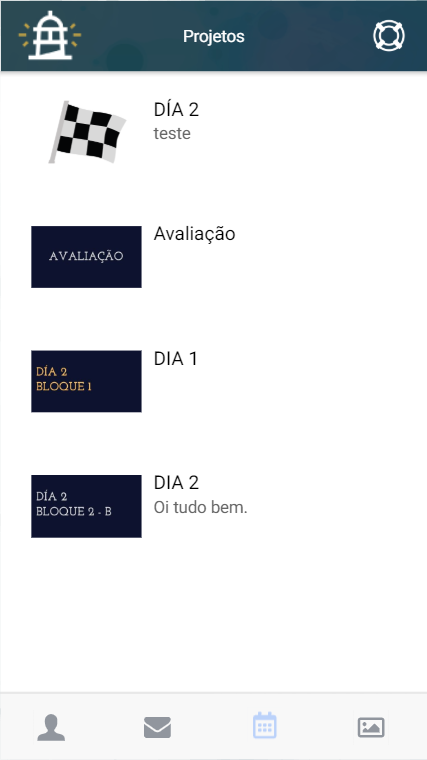 Projetos
DÍA 2
teste
Avaliação
AVALIAÇÃO
DIA 1
DÍA 2
BLOQUE 1
DIA 2
Oi tudo bem.
DÍA 2
BLOQUE 2 - B